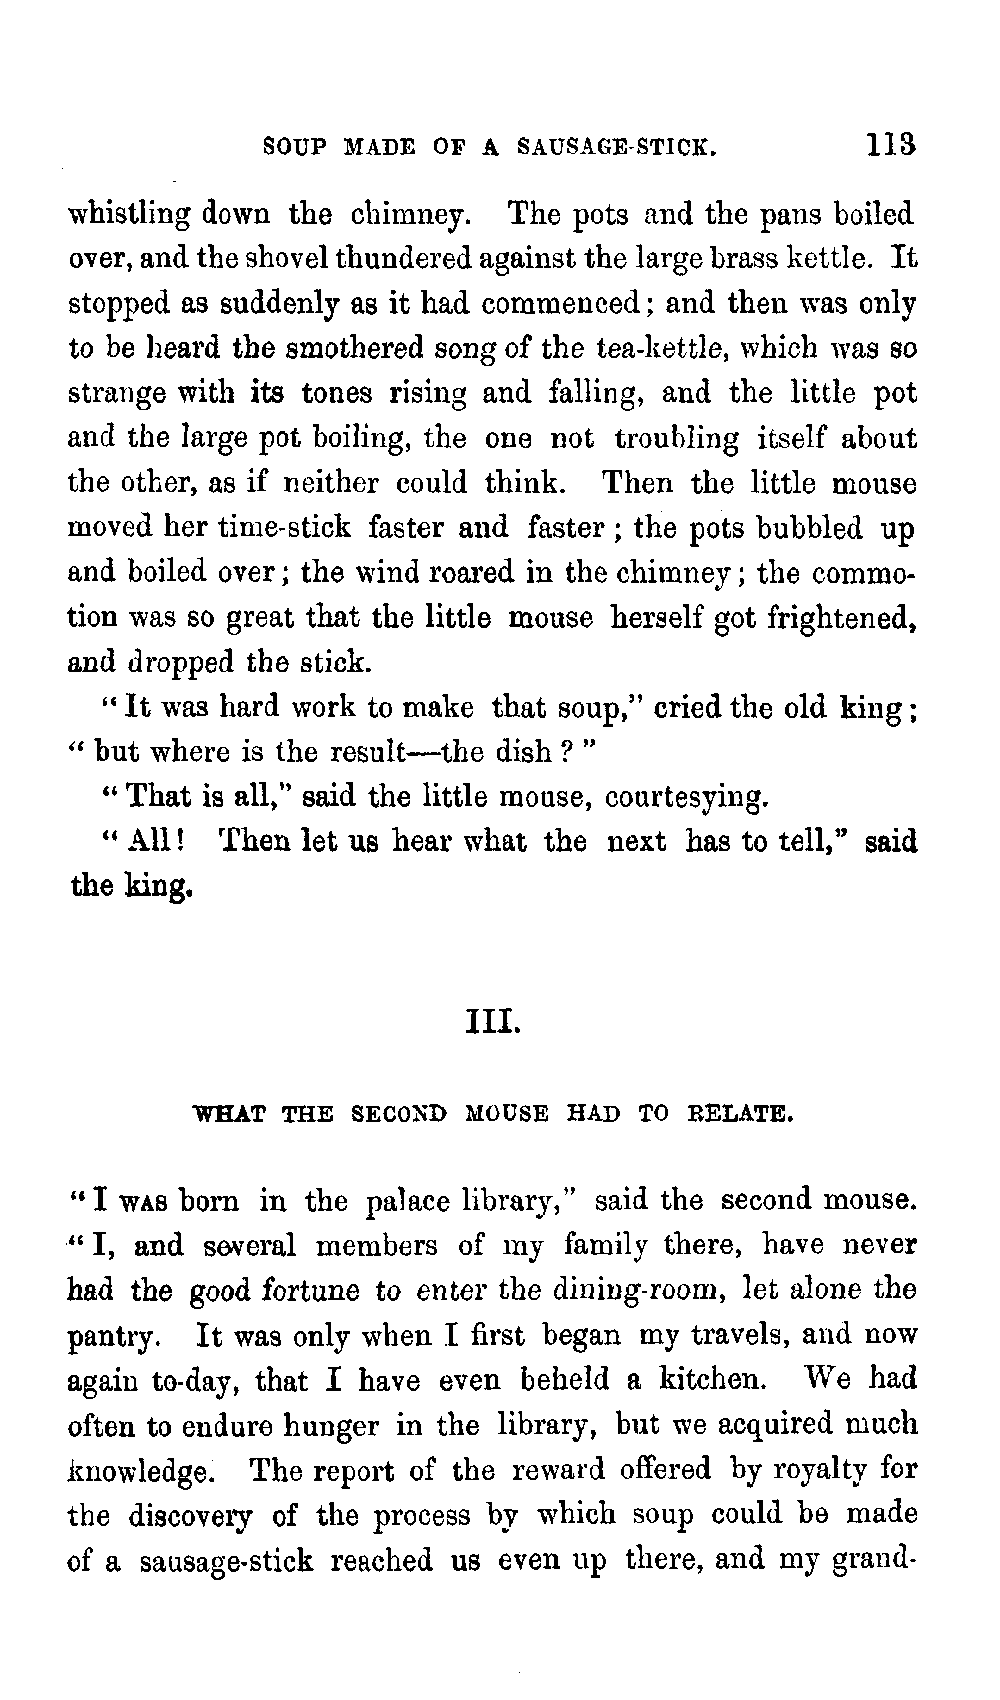 SOUP MADE OF A SAUSAGE-STICK. 113
whistling down the chimney. The pots and the pans boiled
over, and the shovel thundered against the large brass kettle. It
stopped as suddenly as it had commenced; and then was only
to be heard the smothered song of the tea-kettle, which was so
strange with its tones rising and falling, and the little pot
and the large pot boiling, the one not troubling itself about
the other, as if neither could think. Then the little mouse
moved her time-stick faster and faster; the pots bubbled up
and boiled over; the wind roared in the chimney; the commo-
tion was so great that the little mouse herself got frightened,
and dropped the stick.
"It was hard work to make that soup," cried the old king;
"but where is the result—the dish?"
"That is all," said the little mouse, courtesying.
"All! Then let us hear what the next has to tell," said
the king.
III.
WHAT THE SECOND MOUSE HAD TO RELATE.
"I WAS born in the palace library," said the second mouse.
"I, and several members of my family there, have never
had the good fortune to enter the dining-room, let alone the
pantry. It was only when I first began my travels, and now
again to-day, that I have even beheld a kitchen. We had
often to endure hunger in the library, but we acquired much
knowledge. The report of the reward offered by royalty for
the discovery of the process by which soup could be made
of a sausage-stick reached us even up there, and my grand-